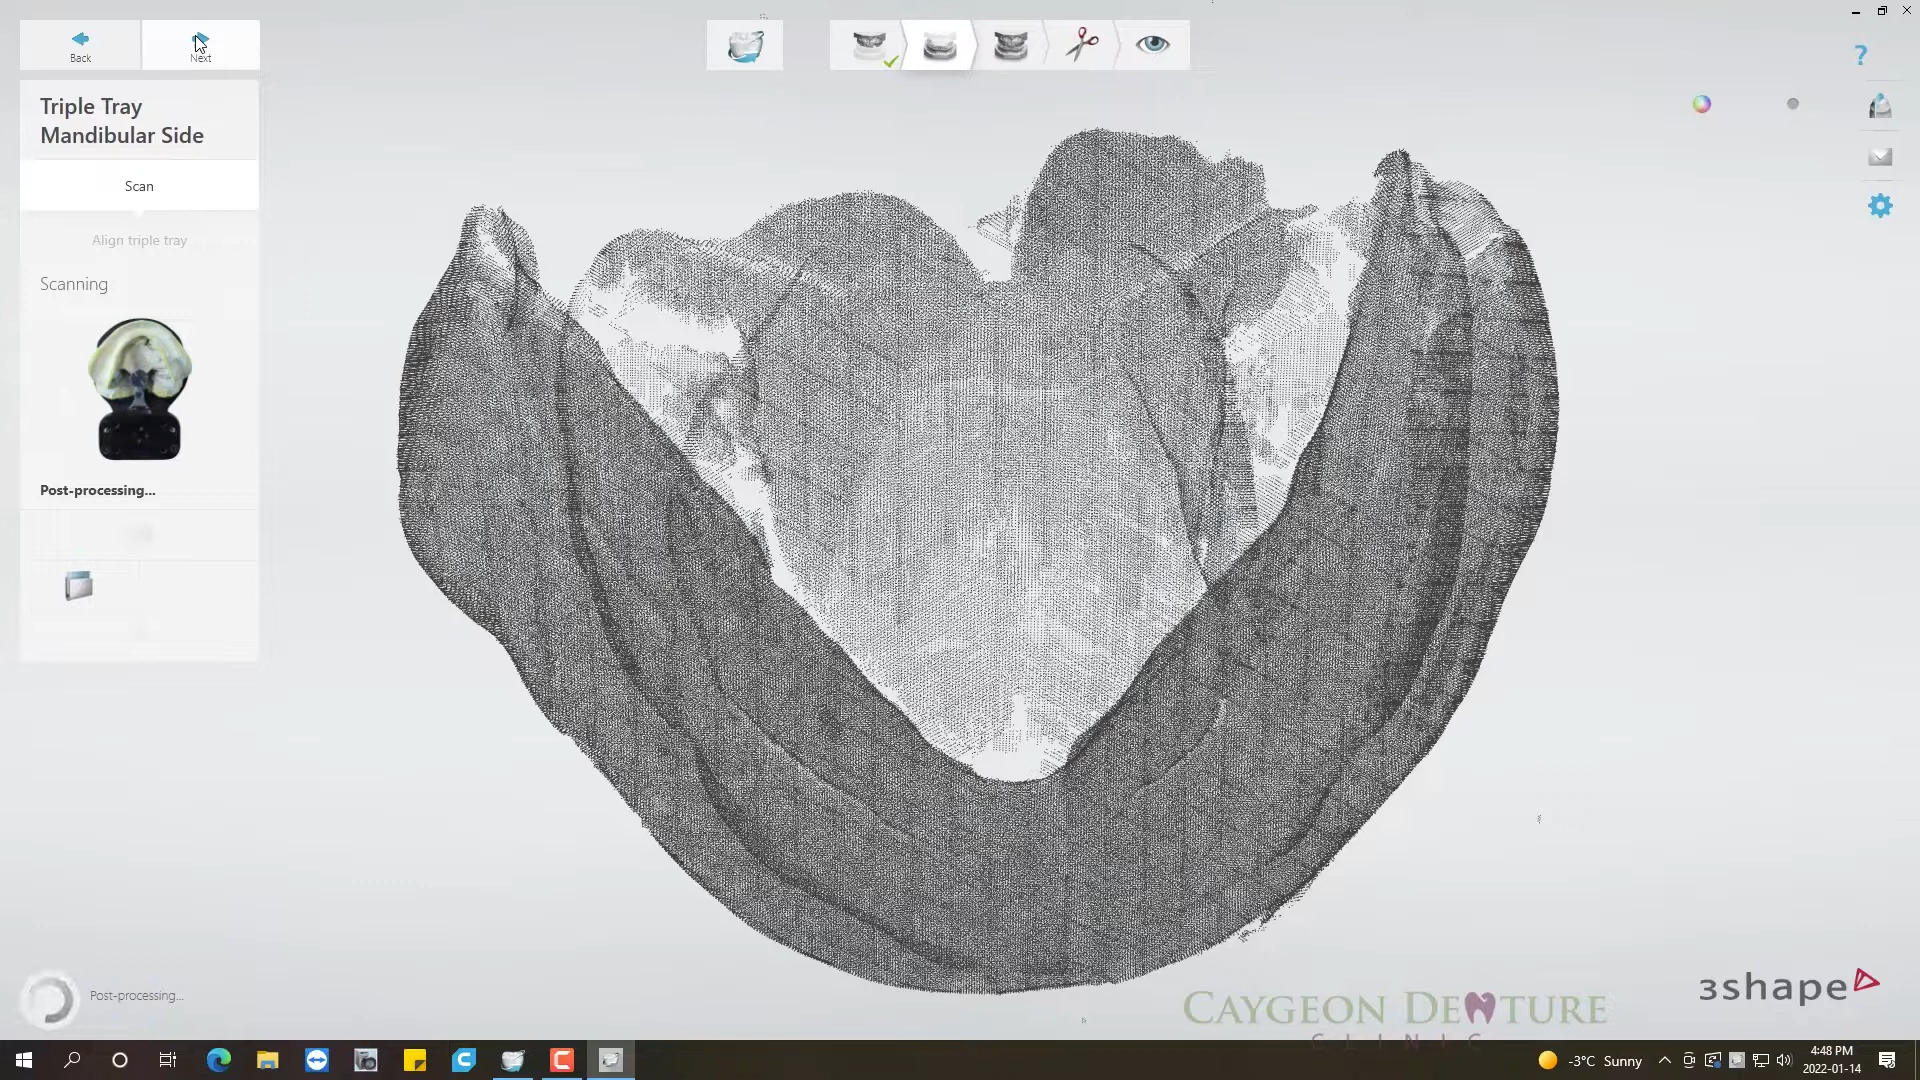 Back
Next
Triple Tray
Mandibular Side
Scan
Align triple tray
Scanning
Post-processing...
Post-processing...
?
3shape
CAYGEON DENTURE
CLINIC
-3°C Sunny
4:48 PM
2022-01-14